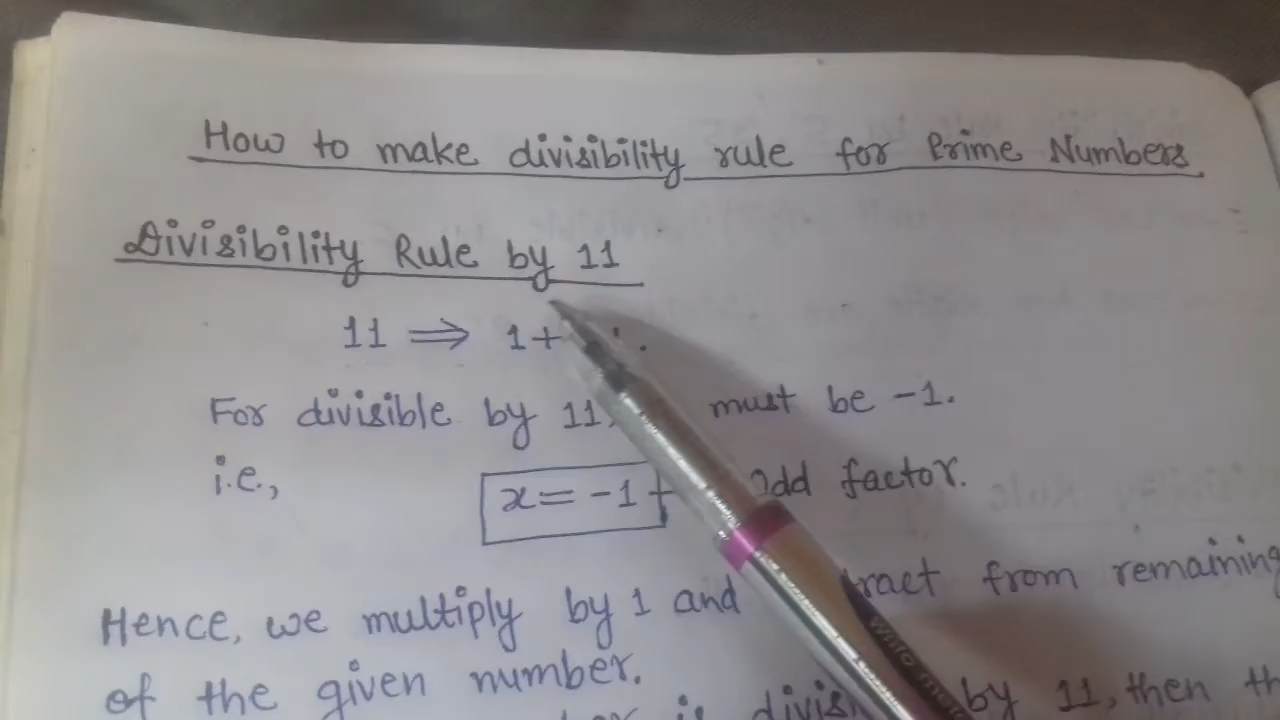 How to make divisibility rule for Prime Numbers
Divisibility Rule by 11
11 ⇒ 1+
For divisible by 11, must be -1.
i.e., x = -1 odd factor.
Hence, we multiply by 1 and from remaining
of the given number.
by 11, then